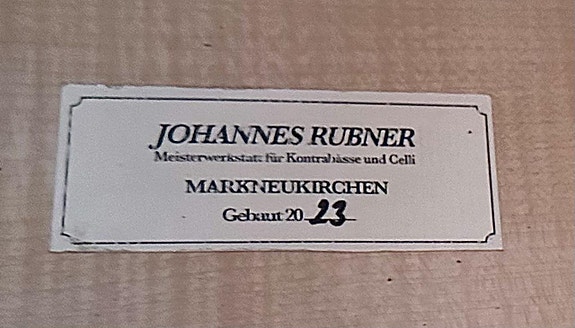 JOHANNES RUBNER
Meisterwerkstatt für Kontrabässe und Celli
MARKNEUKIRCHEN
Gebaut 20 23